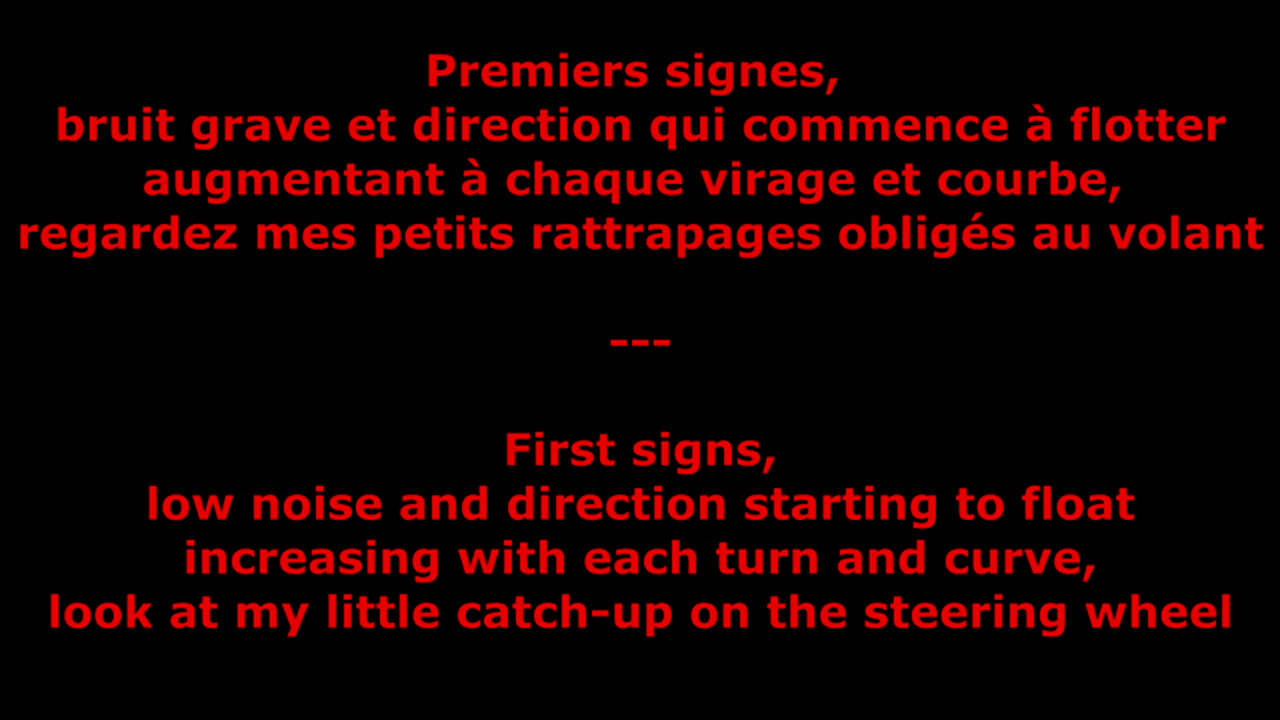 Premiers signes,
bruit grave et direction qui commence à flotter
augmentant à chaque virage et courbe,
regardez mes petits rattrapages obligés au volant
---
First signs,
low noise and direction starting to float
increasing with each turn and curve,
look at my little catch-up on the steering wheel